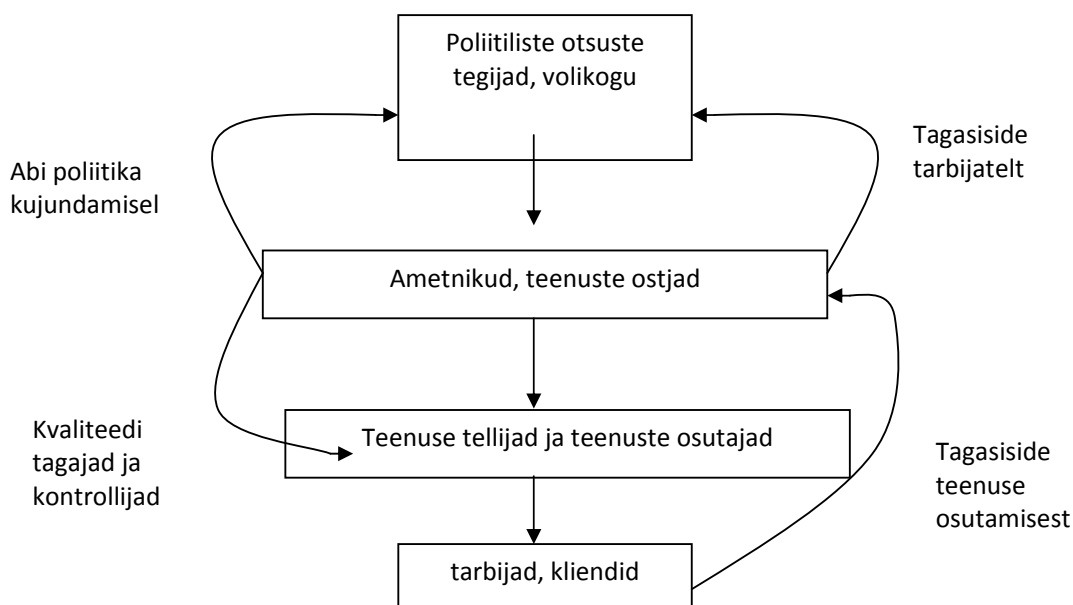 Poliitiliste otsuste
tegijad, volikogu
Abi poliitika
kujundamisel
Tagasiside
tarbijatelt
Ametnikud, teenuste ostjad
Kvaliteedi
tagajad ja
kontrollijad
Teenuse tellijad ja teenuste osutajad
Tagasiside
teenuse
osutamisest
tarbijad, kliendid